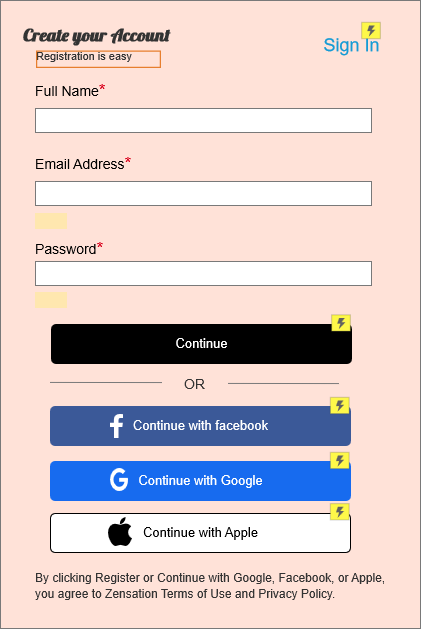 Create your Account
Sign In
Registration is easy
Full Name*
Email Address*
Password*
Continue
OR
Continue with facebook
Continue with Google
Continue with Apple
By clicking Register or Continue with Google, Facebook, or Apple,
you agree to Zensation Terms of Use and Privacy Policy.